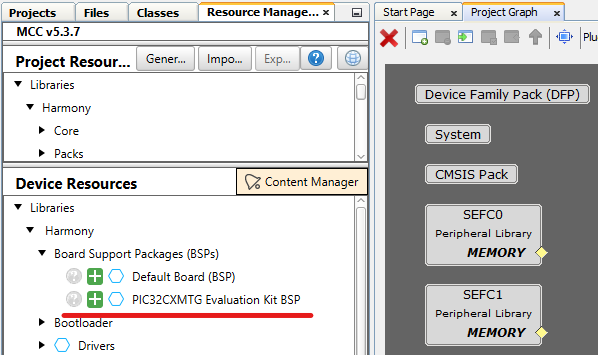 Projects
Files
Classes
Resource Manage...
MCC v5.3.7
Project Resour...
Gener...
Impo...
Exp...
?
Libraries
Harmony
Core
Packs
Device Resources
Content Manager
Libraries
Harmony
Board Support Packages (BSPs)
? Default Board (BSP)
? PIC32CXMTG Evaluation Kit BSP
Bootloader
Drivers
Start Page
Project Graph
Plu
Device Family Pack (DFP)
System
CMSIS Pack
SEFC0
Peripheral Library
MEMORY
SEFC1
Peripheral Library
MEMORY